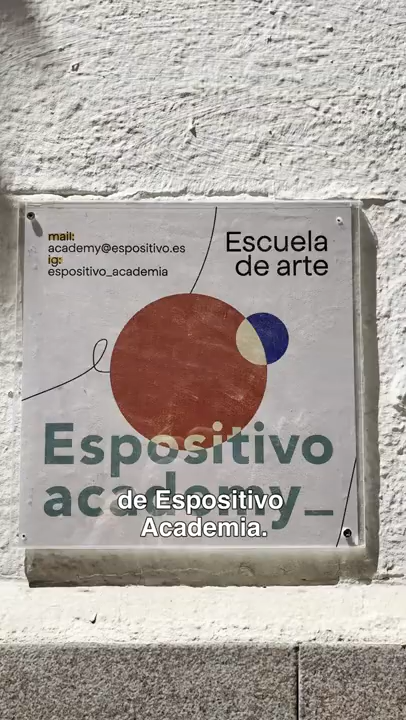 mail:
academy@espositivo.es
ig:
espositivo_academia
Escuela
de arte
Espositivo
academy_
de Espositivo
Academia.